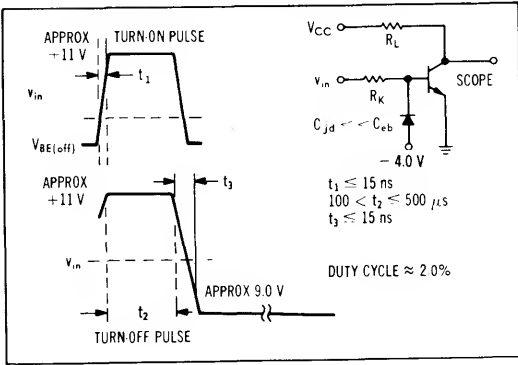 APPROX
+11 V
TURN-ON PULSE
t1
vin
VBE(off)
APPROX
+11 V
t3
vin
APPROX 9.0 V
t2
TURN-OFF PULSE
VCC
RL
SCOPE
vin
RK
Cjd << Ceb
− 4.0 V
t1 ≤ 15 ns
100 < t2 ≤ 500 μs
t3 ≤ 15 ns
DUTY CYCLE ≈ 2.0%